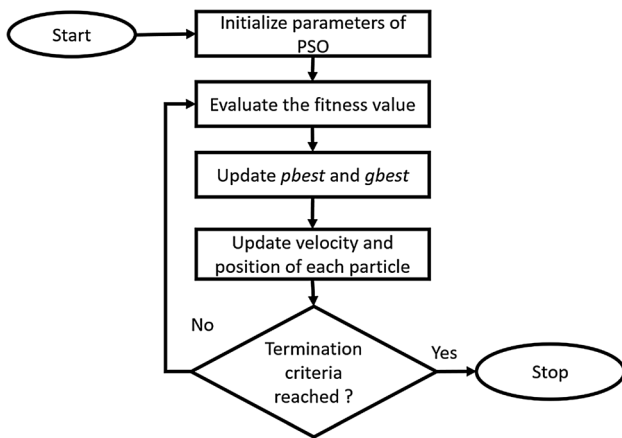 Start
Initialize parameters of
PSO
Evaluate the fitness value
Update pbest and gbest
Update velocity and
position of each particle
No
Termination
criteria
reached ?
Yes
Stop